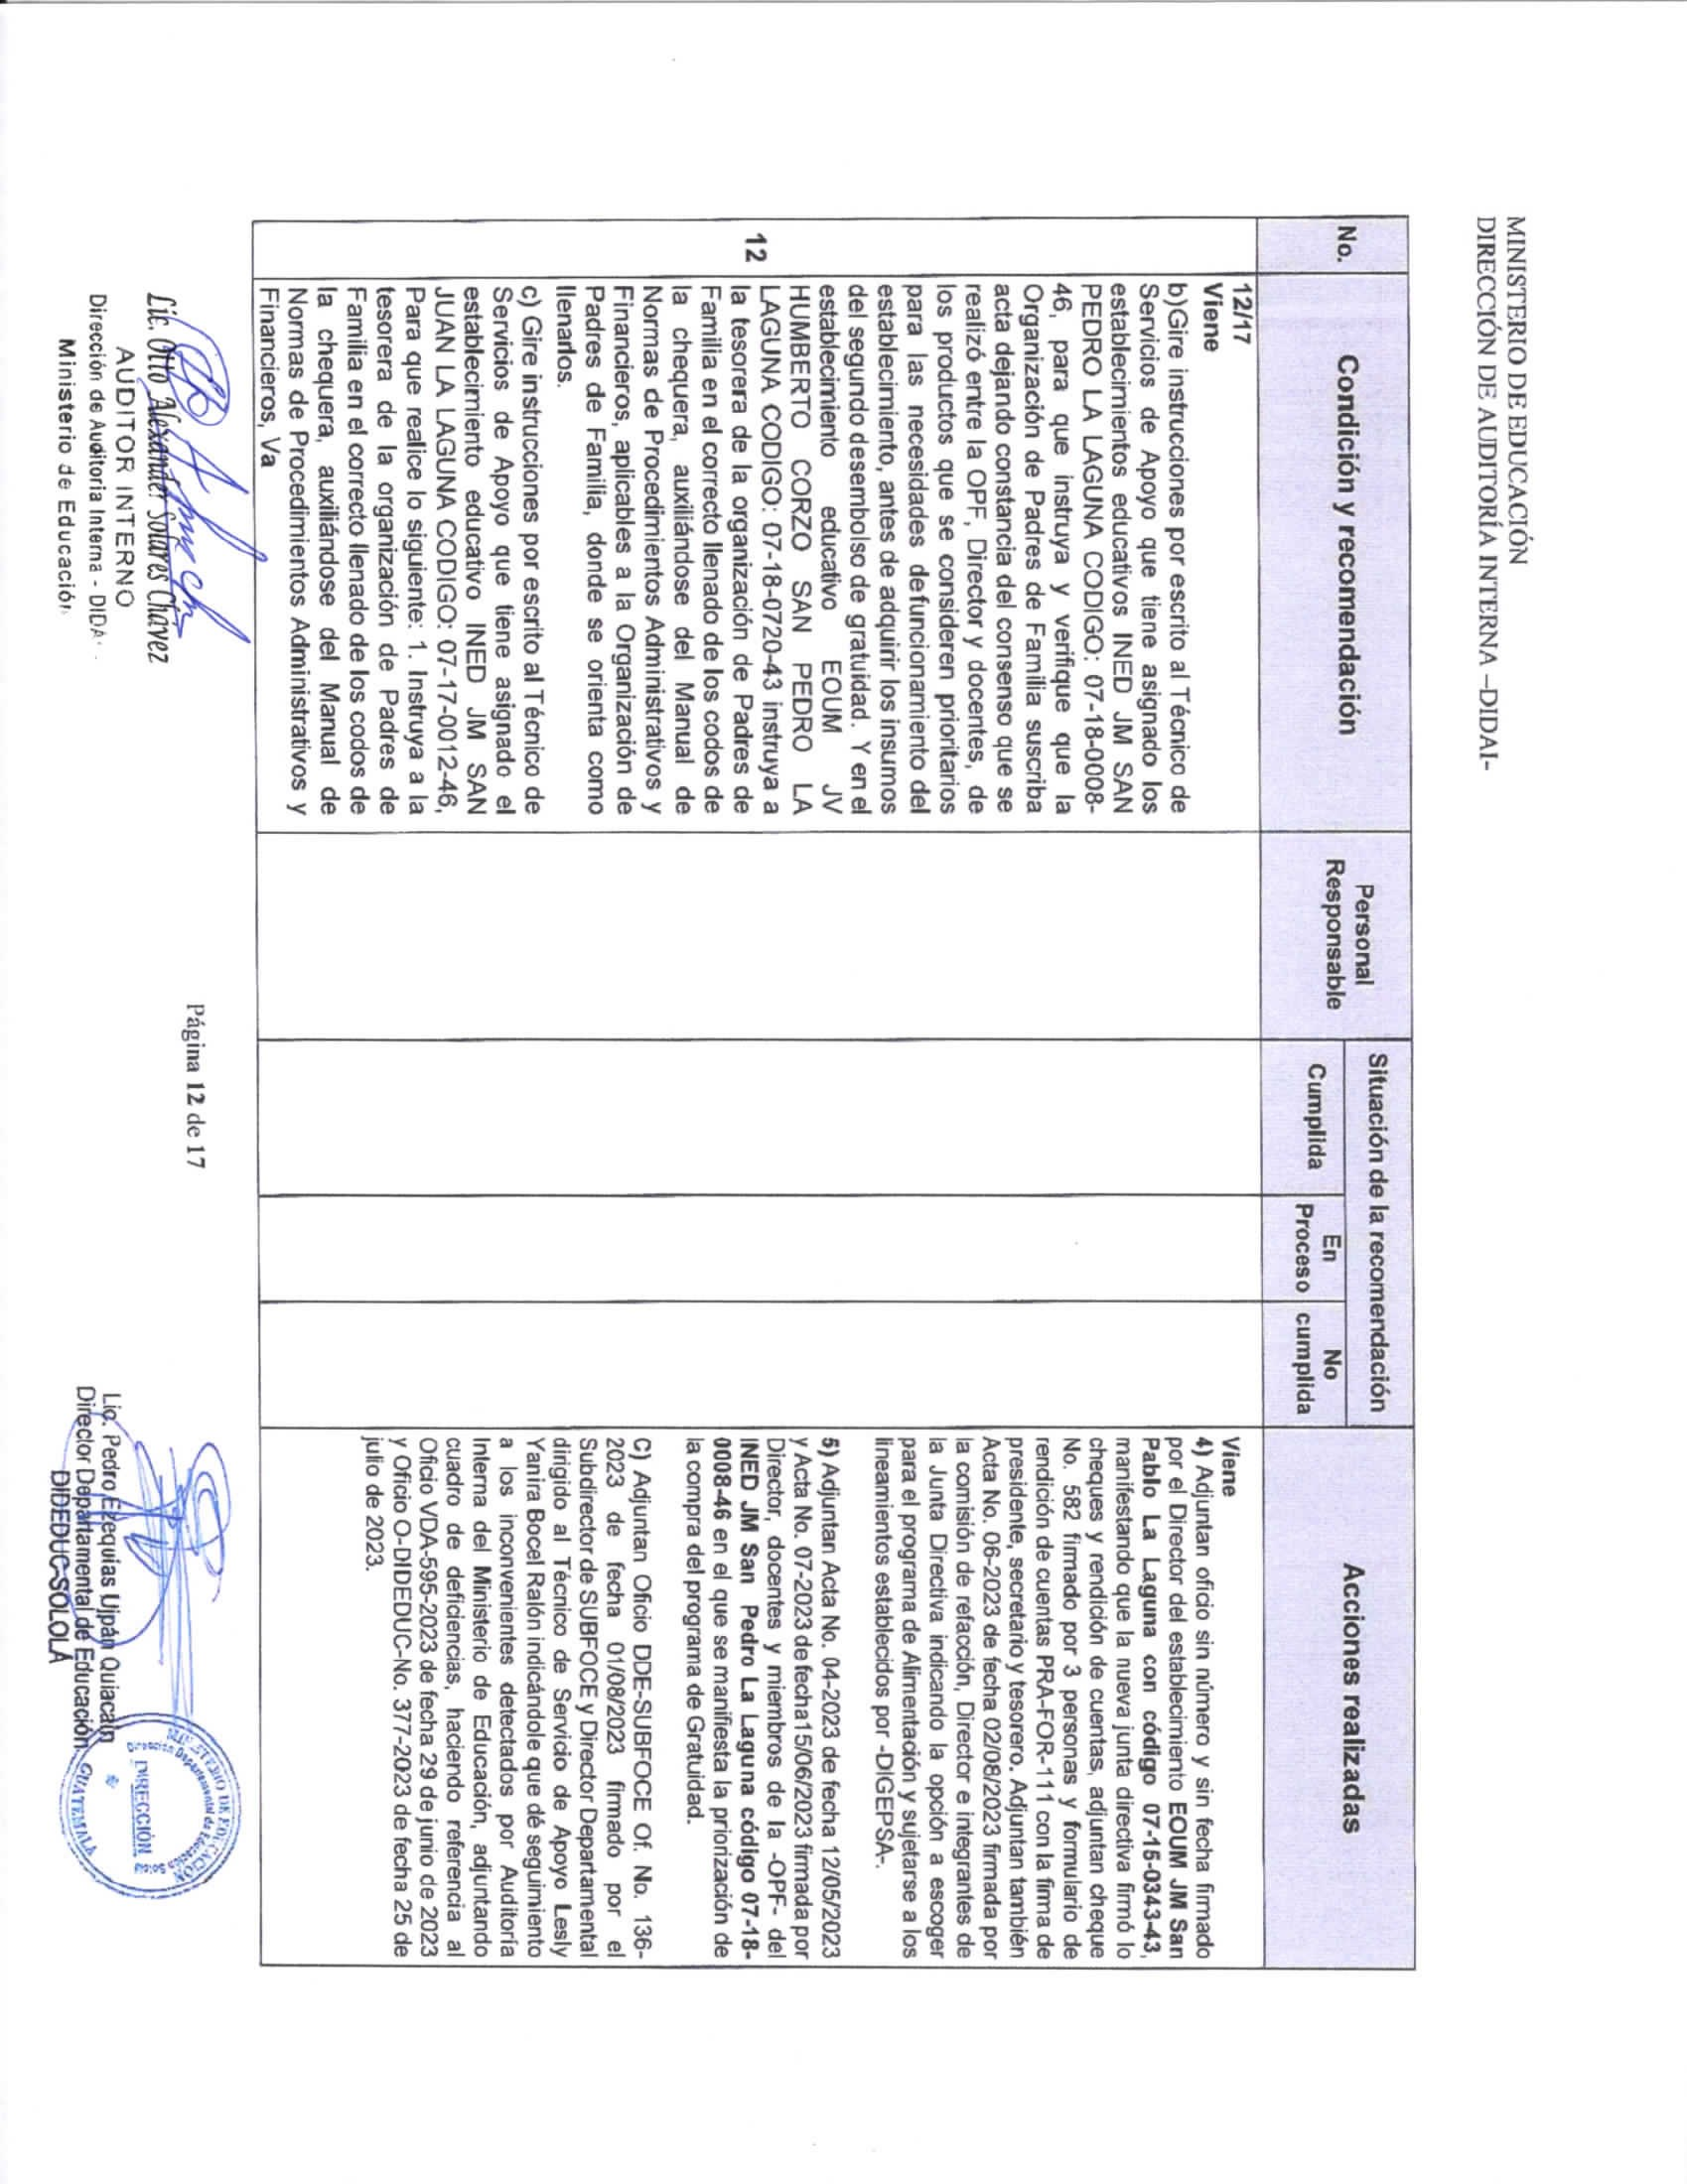 MINISTERIO DE EDUCACIÓN
DIRECCIÓN DE AUDITORÍA INTERNA –DIDAI-
No.
Condición y recomendación
Personal
Responsable
Situación de la recomendación
Cumplida
En
Proceso
No
cumplida
Acciones realizadas
12
12/17
Viene
b)Gire instrucciones por escrito al Técnico de
Servicios de Apoyo que tiene asignado los
establecimientos educativos INED JM SAN
PEDRO LA LAGUNA CODIGO: 07-18-0008-
46, para que instruya y verifique que la
Organización de Padres de Familia suscriba
acta dejando constancia del consenso que se
realizó entre la OPF, Director y docentes, de
los productos que se consideren prioritarios
para las necesidades de funcionamiento del
establecimiento, antes de adquirir los insumos
del segundo desembolso de gratuidad. Y en el
establecimiento educativo EOUM JV
HUMBERTO CORZO SAN PEDRO LA
LAGUNA CODIGO: 07-18-0720-43 instruya a
la tesorera de la organización de Padres de
Familia en el correcto llenado de los codos de
la chequera, auxiliándose del Manual de
Normas de Procedimientos Administrativos y
Financieros, aplicables a la Organización de
Padres de Familia, donde se orienta como
llenarlos.
c) Gire instrucciones por escrito al Técnico de
Servicios de Apoyo que tiene asignado el
establecimiento educativo INED JM SAN
JUAN LA LAGUNA CODIGO: 07-17-0012-46,
Para que realice lo siguiente: 1. Instruya a la
tesorera de la organización de Padres de
Familia en el correcto llenado de los codos de
la chequera, auxiliándose del Manual de
Normas de Procedimientos Administrativos y
Financieros, Va
Viene
4) Adjuntan oficio sin número y sin fecha firmado
por el Director del establecimiento EOUM JM San
Pablo La Laguna con código 07-15-0343-43,
manifestando que la nueva junta directiva firmó lo
cheques y rendición de cuentas, adjuntan cheque
No. 582 firmado por 3 personas y formulario de
rendición de cuentas PRA-FOR-111 con la firma de
presidente, secretario y tesorero. Adjuntan también
Acta No. 06-2023 de fecha 02/08/2023 firmada por
la comisión de refacción, Director e integrantes de
la Junta Directiva indicando la opción a escoger
para el programa de Alimentación y sujetarse a los
lineamientos establecidos por -DIGEPSA-.
5) Adjuntan Acta No. 04-2023 de fecha 12/05/2023
y Acta No. 07-2023 de fecha15/06/2023 firmada por
Director, docentes y miembros de la -OPF- del
INED JM San Pedro La Laguna código 07-18-
0008-46 en el que se manifiesta la priorización de
la compra del programa de Gratuidad.
C) Adjuntan Oficio DDE-SUBFOCE Of. No. 136-
2023 de fecha 01/08/2023 firmado por el
Subdirector de SUBFOCE y Director Departamental
dirigido al Técnico de Servicio de Apoyo Lesly
Yanira Bocel Ralón indicándole que dé seguimiento
a los inconvenientes detectados por Auditoría
Interna del Ministerio de Educación, adjuntando
cuadro de deficiencias, haciendo referencia al
Oficio VDA-595-2023 de fecha 29 de junio de 2023
y Oficio O-DIDEDUC-No. 377-2023 de fecha 25 de
julio de 2023.
Lic. Otto Alexander Solares Chávez
AUDITOR INTERNO
Dirección de Auditoria Interna - DIDA
Ministerio de Educación
Página 12 de 17
Lic. Pedro Ezequias Ujpán Quiacaín
Director Departamental de Educación
DIDEDUC-SOLOLÁ
MINISTERIO DE EDUCACIÓN
Dirección Departamental de Educación
DIRECCIÓN
Sololá
GUATEMALA